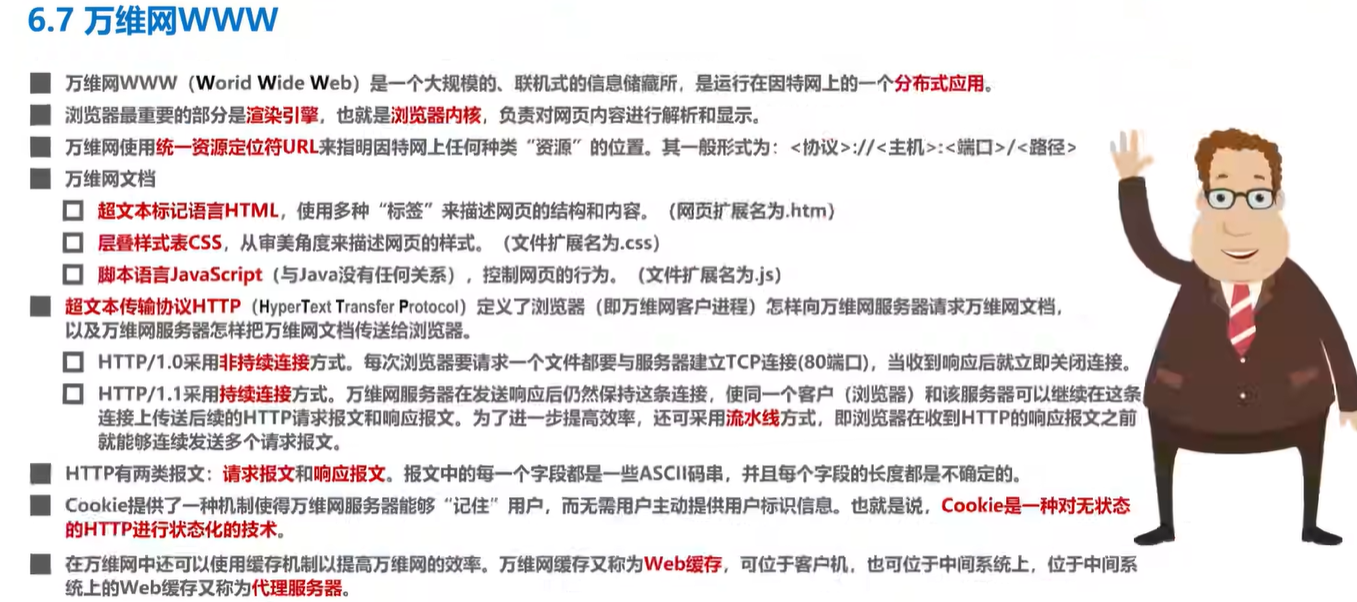 6.7 万维网WWW
万维网WWW（Worid Wide Web）是一个大规模的、联机式的信息储藏所，是运行在因特网上的一个分布式应用。
浏览器最重要的部分是渲染引擎，也就是浏览器内核，负责对网页内容进行解析和显示。
万维网使用统一资源定位符URL来指明因特网上任何种类“资源”的位置。其一般形式为：<协议>://<主机>:<端口>/<路径>
万维网文档
超文本标记语言HTML，使用多种“标签”来描述网页的结构和内容。（网页扩展名为.htm）
层叠样式表CSS，从审美角度来描述网页的样式。（文件扩展名为.css）
脚本语言JavaScript（与Java没有任何关系），控制网页的行为。（文件扩展名为.js）
超文本传输协议HTTP（HyperText Transfer Protocol）定义了浏览器（即万维网客户进程）怎样向万维网服务器请求万维网文档，
以及万维网服务器怎样把万维网文档传送给浏览器。
HTTP/1.0采用非持续连接方式。每次浏览器要请求一个文件都要与服务器建立TCP连接(80端口)，当收到响应后就立即关闭连接。
HTTP/1.1采用持续连接方式。万维网服务器在发送响应后仍然保持这条连接，使同一个客户（浏览器）和该服务器可以继续在这条
连接上传送后续的HTTP请求报文和响应报文。为了进一步提高效率，还可采用流水线方式，即浏览器在收到HTTP的响应报文之前
就能够连续发送多个请求报文。
HTTP有两类报文：请求报文和响应报文。报文中的每一个字段都是一些ASCII码串，并且每个字段的长度都是不确定的。
Cookie提供了一种机制使得万维网服务器能够“记住”用户，而无需用户主动提供用户标识信息。也就是说，Cookie是一种对无状态
的HTTP进行状态化的技术。
在万维网中还可以使用缓存机制以提高万维网的效率。万维网缓存又称为Web缓存，可位于客户机，也可位于中间系统上，位于中间系
统上的Web缓存又称为代理服务器。